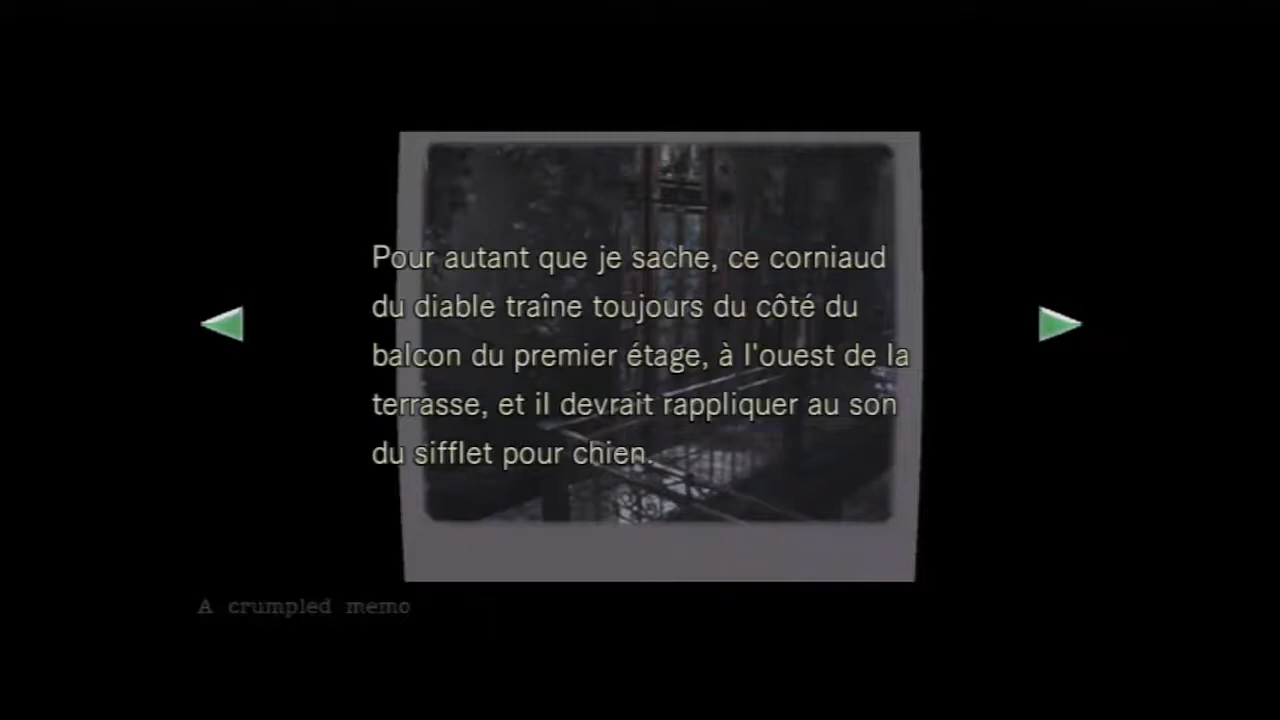 Pour autant que je sache, ce corniaud
du diable traîne toujours du côté du
balcon du premier étage, à l'ouest de la
terrasse, et il devrait rappliquer au son
du sifflet pour chien.
A crumpled memo